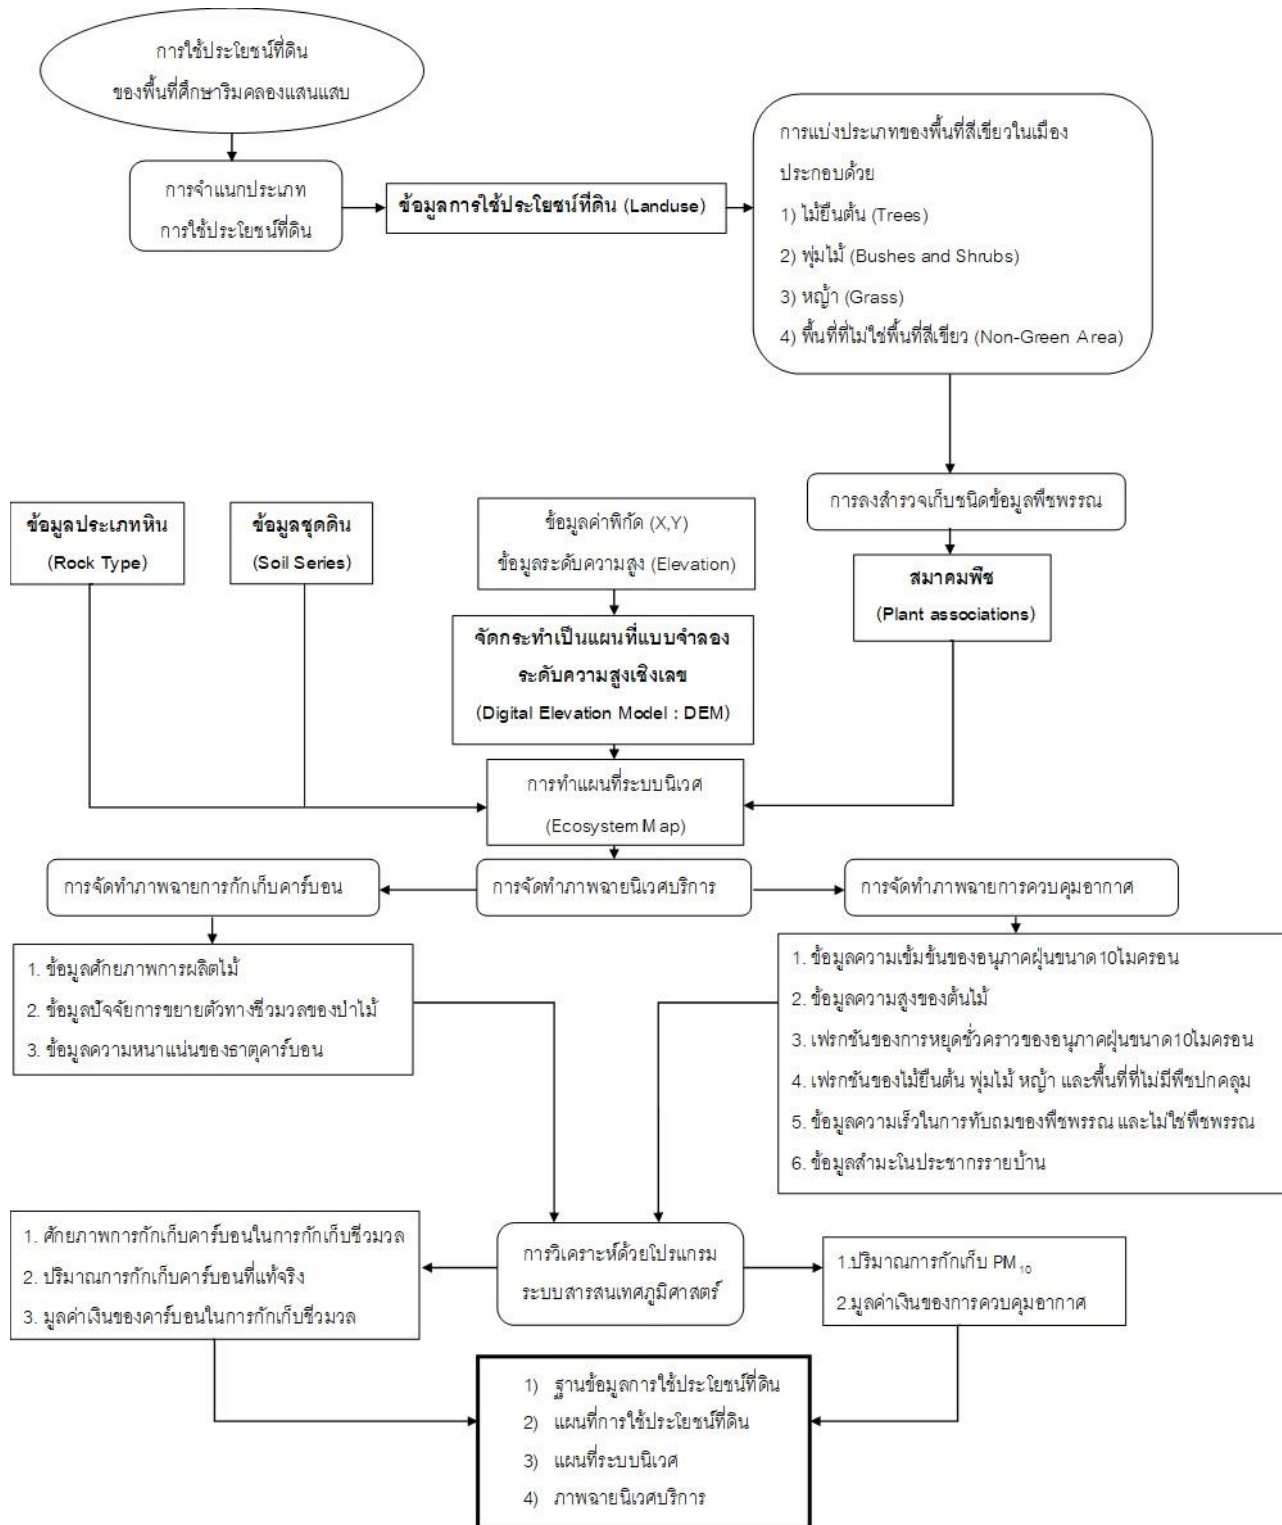 การใช้ประโยชน์ที่ดิน
ของพื้นที่ศึกษาริมคลองแสนแสบ
การจำแนกประเภท
การใช้ประโยชน์ที่ดิน
ข้อมูลการใช้ประโยชน์ที่ดิน (Landuse)
การแบ่งประเภทของพื้นที่สีเขียวในเมือง
ประกอบด้วย
1) ไม้ยืนต้น (Trees)
2) พุ่มไม้ (Bushes and Shrubs)
3) หญ้า (Grass)
4) พื้นที่ที่ไม่ใช่พื้นที่สีเขียว (Non-Green Area)
การลงสำรวจเก็บชนิดข้อมูลพืชพรรณ
ข้อมูลประเภทหิน
(Rock Type)
ข้อมูลชุดดิน
(Soil Series)
ข้อมูลค่าพิกัด (X,Y)
ข้อมูลระดับความสูง (Elevation)
สมาคมพืช
(Plant associations)
จัดกระทำเป็นแผนที่แบบจำลอง
ระดับความสูงเชิงเลข
(Digital Elevation Model : DEM)
การทำแผนที่ระบบนิเวศ
(Ecosystem Map)
การจัดทำภาพฉายการกักเก็บคาร์บอน
การจัดทำภาพฉายนิเวศบริการ
การจัดทำภาพฉายการควบคุมอากาศ
1. ข้อมูลศักยภาพการผลิตไม้
2. ข้อมูลปัจจัยการขยายตัวทางชีวมวลของป่าไม้
3. ข้อมูลความหนาแน่นของธาตุคาร์บอน
1. ข้อมูลความเข้มข้นของอนุภาคฝุ่นขนาด10ไมครอน
2. ข้อมูลความสูงของต้นไม้
3. เฟรกชันของการหยุดชั่วคราวของอนุภาคฝุ่นขนาด10ไมครอน
4. เฟรกชันของไม้ยืนต้น พุ่มไม้ หญ้า และพื้นที่ที่ไม่มีพืชปกคลุม
5. ข้อมูลความเร็วในการทับถมของพืชพรรณ และไม่ใช่พืชพรรณ
6. ข้อมูลสำมะโนประชากรรายบ้าน
1. ศักยภาพการกักเก็บคาร์บอนในการกักเก็บชีวมวล
2. ปริมาณการกักเก็บคาร์บอนที่แท้จริง
3. มูลค่าเงินของคาร์บอนในการกักเก็บชีวมวล
การวิเคราะห์ด้วยโปรแกรม
ระบบสารสนเทศภูมิศาสตร์
1.ปริมาณการกักเก็บ PM₁₀
2.มูลค่าเงินของการควบคุมอากาศ
1) ฐานข้อมูลการใช้ประโยชน์ที่ดิน
2) แผนที่การใช้ประโยชน์ที่ดิน
3) แผนที่ระบบนิเวศ
4) ภาพฉายนิเวศบริการ